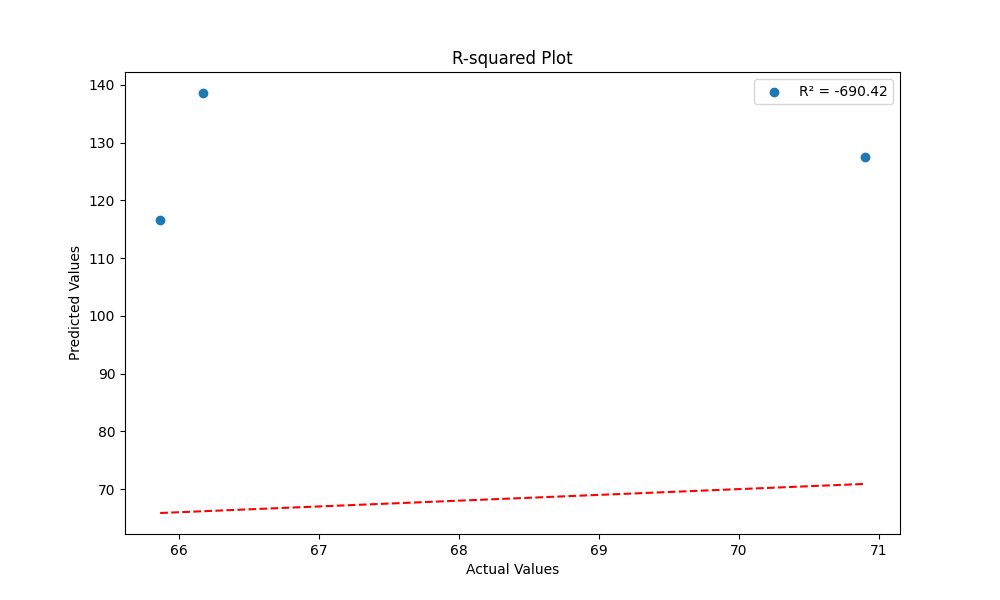 R-squared Plot
R² = -690.42
Predicted Values
140
130
120
110
100
90
80
70
66 67 68 69 70 71
Actual Values